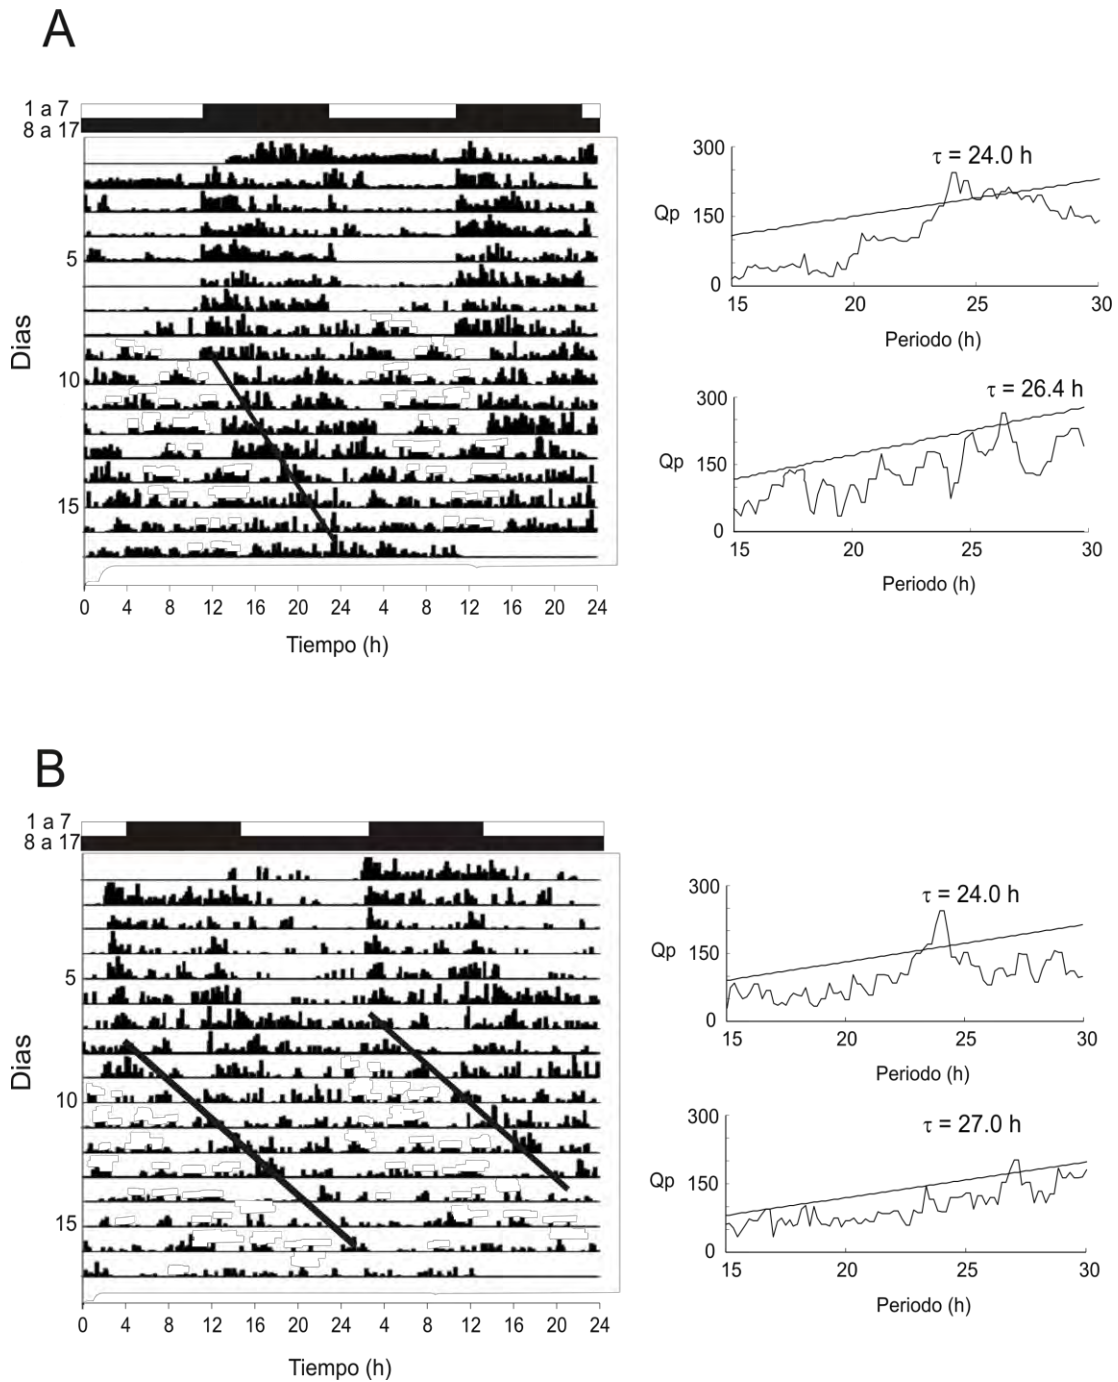 A
1 a 7
8 a 17
5
10
15
Dias
0 4 8 12 16 20 24 4 8 12 16 20 24
Tiempo (h)
300
150
0
Qp
τ = 24.0 h
15 20 25 30
Periodo (h)
300
150
0
Qp
τ = 26.4 h
15 20 25 30
Periodo (h)
B
1 a 7
8 a 17
5
10
15
Dias
0 4 8 12 16 20 24 4 8 12 16 20 24
Tiempo (h)
300
150
0
Qp
τ = 24.0 h
15 20 25 30
Periodo (h)
300
150
0
Qp
τ = 27.0 h
15 20 25 30
Periodo (h)